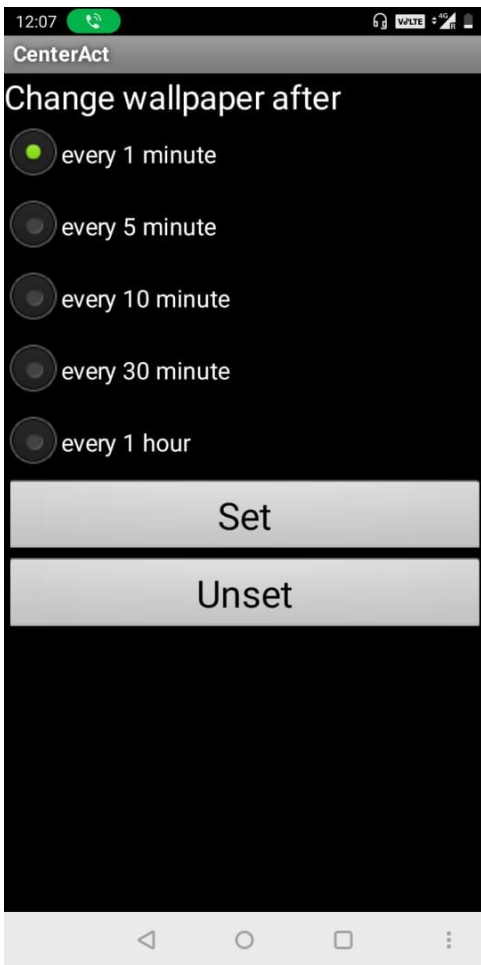 12:07
VoLTE 4G R
CenterAct
Change wallpaper after
every 1 minute
every 5 minute
every 10 minute
every 30 minute
every 1 hour
Set
Unset